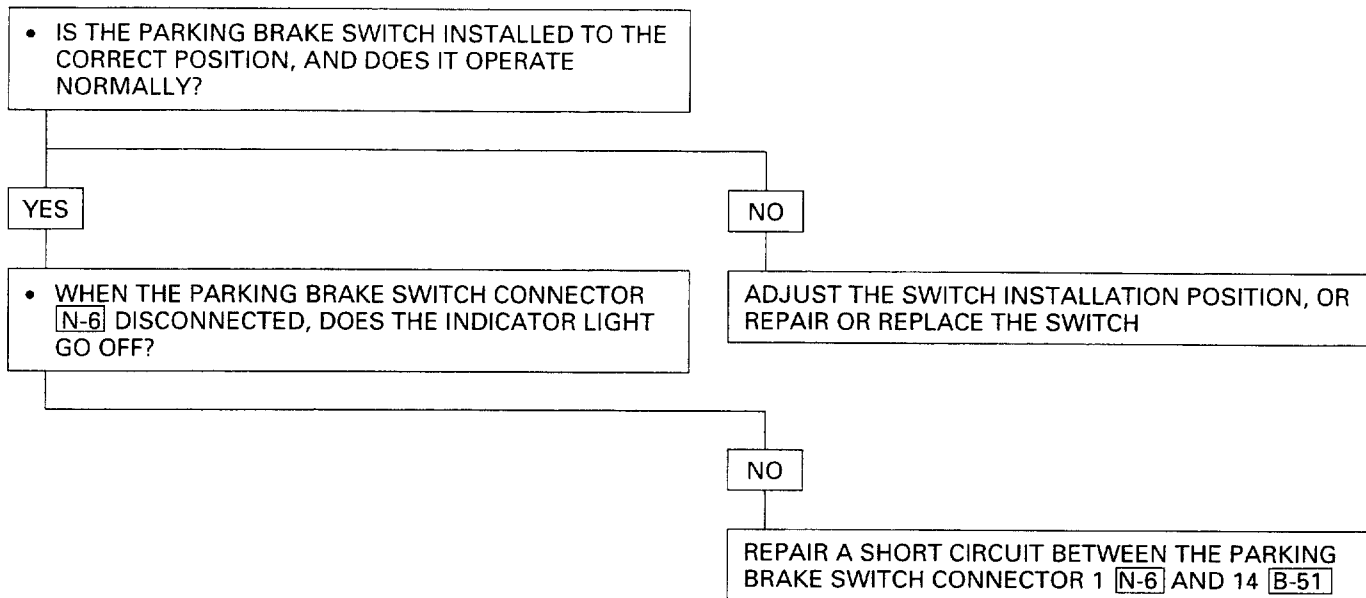 • IS THE PARKING BRAKE SWITCH INSTALLED TO THE
CORRECT POSITION, AND DOES IT OPERATE
NORMALLY?
YES
NO
• WHEN THE PARKING BRAKE SWITCH CONNECTOR
N-6 DISCONNECTED, DOES THE INDICATOR LIGHT
GO OFF?
ADJUST THE SWITCH INSTALLATION POSITION, OR
REPAIR OR REPLACE THE SWITCH
NO
REPAIR A SHORT CIRCUIT BETWEEN THE PARKING
BRAKE SWITCH CONNECTOR 1 N-6 AND 14 B-51